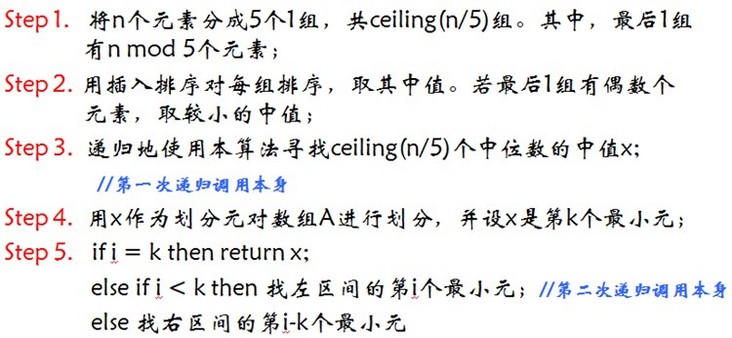 Step 1. 将n个元素分成5个1组，共ceiling(n/5)组。其中，最后1组
有n mod 5个元素；
Step 2. 用插入排序对每组排序，取其中值。若最后1组有偶数个
元素，取较小的中值；
Step 3. 递归地使用本算法寻找ceiling(n/5)个中位数的中值x；
//第一次递归调用本身
Step 4. 用x作为划分元对数组A进行划分，并设x是第k个最小元；
Step 5. if i = k then return x;
else if i < k then 找左区间的第i个最小元；//第二次递归调用本身
else 找右区间的第i-k个最小元